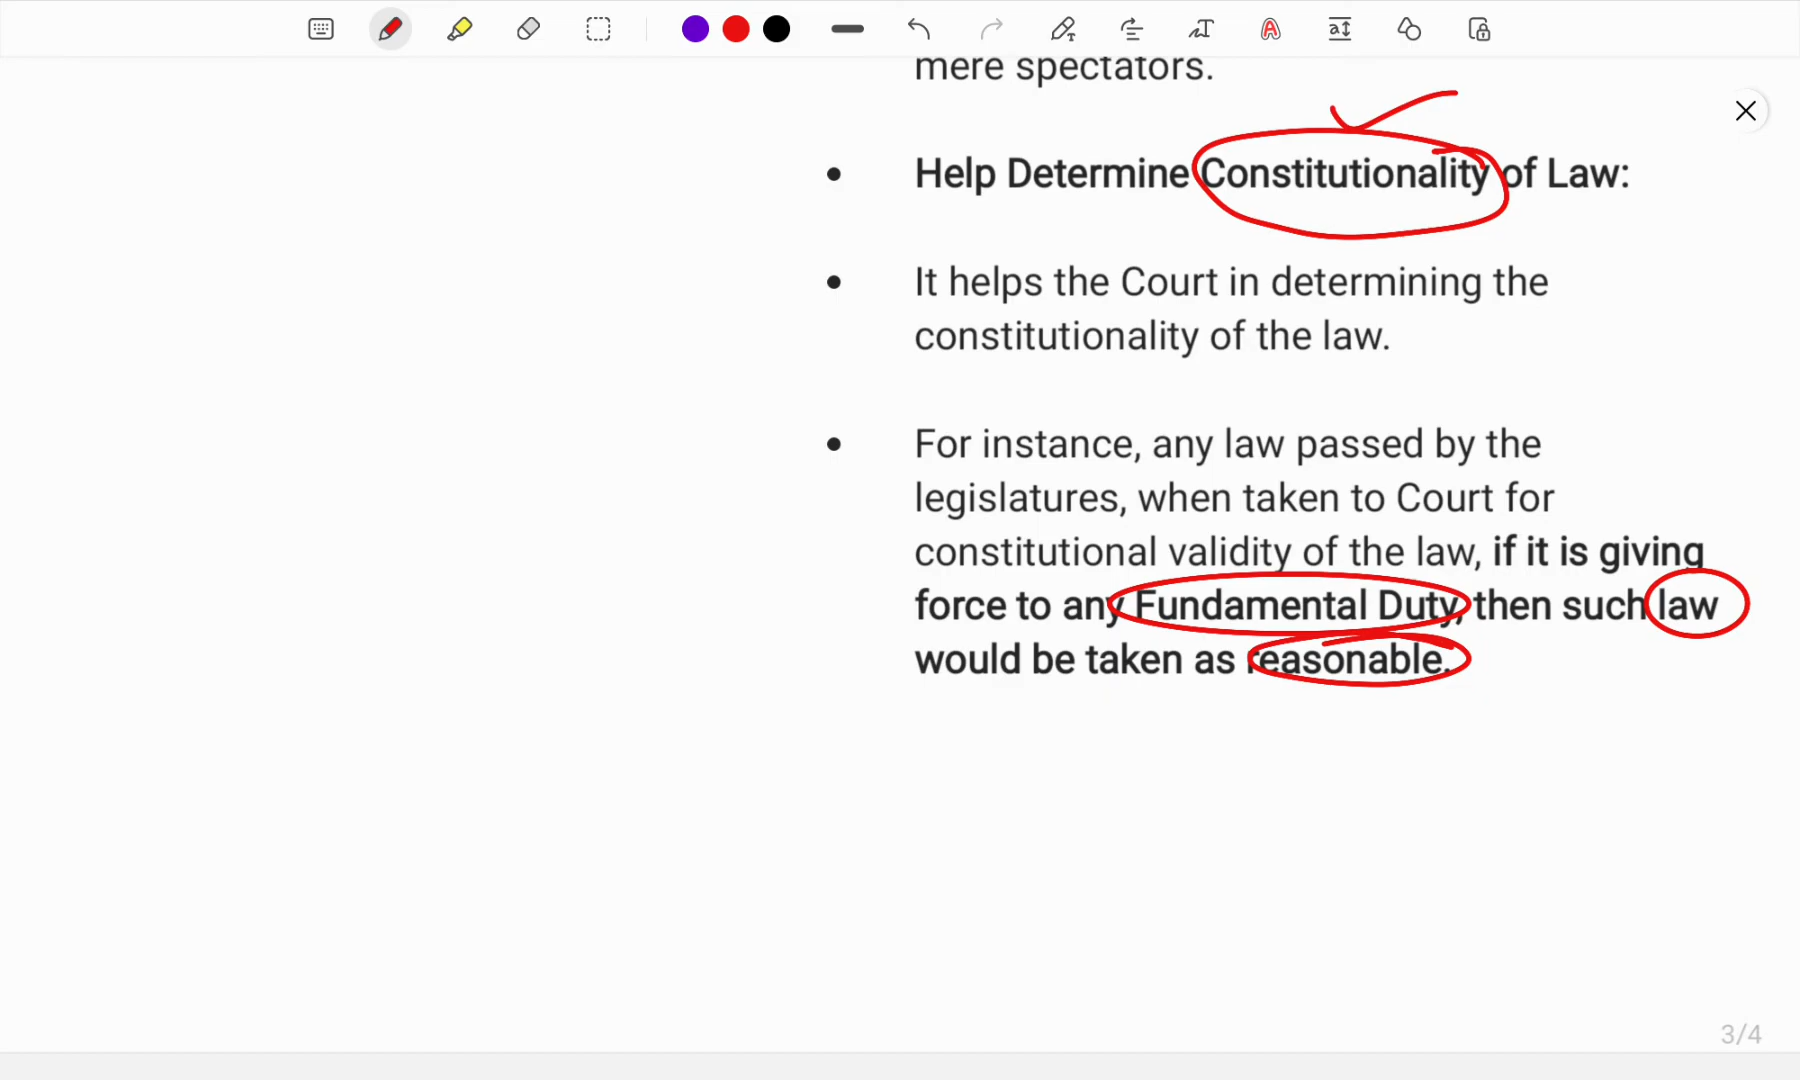 mere spectators.
• Help Determine Constitutionality of Law:
• It helps the Court in determining the
constitutionality of the law.
• For instance, any law passed by the
legislatures, when taken to Court for
constitutional validity of the law, if it is giving
force to any Fundamental Duty, then such law
would be taken as reasonable.
3/4